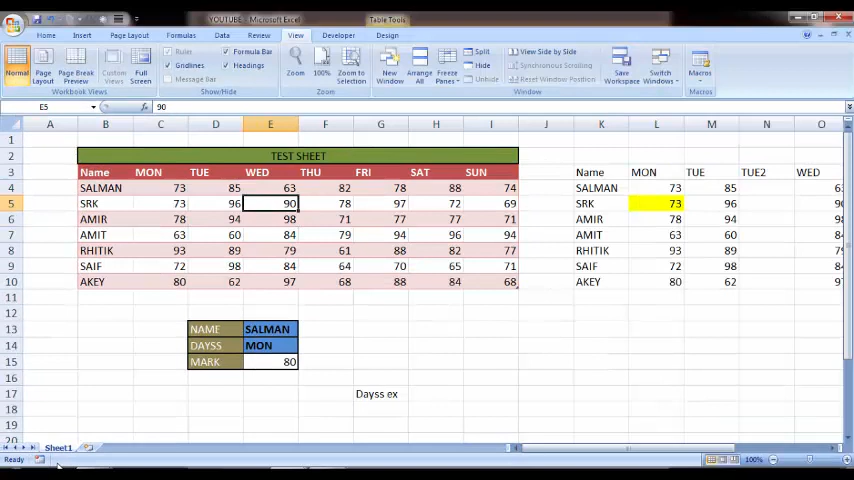 YOUTUBE - Microsoft Excel
Table Tools
Home Insert Page Layout Formulas Data Review View Developer Design
Normal
Page Layout
Page Break Preview
Custom Views
Full Screen
Workbook Views
Ruler
Gridlines
Message Bar
Formula Bar
Headings
Show/Hide
Zoom
100%
Zoom to Selection
Zoom
New Window
Arrange All
Freeze Panes
Split
Hide
Unhide
View Side by Side
Synchronous Scrolling
Reset Window Position
Window
Save Workspace
Switch Windows
Macros
Macros
E5 90
A B C D E F G H I J K L M N O
1
2 TEST SHEET
3 Name MON TUE WED THU FRI SAT SUN Name MON TUE TUE2 WED
4 SALMAN 73 85 63 82 78 88 74 SALMAN 73 85 63
5 SRK 73 96 90 78 97 72 69 SRK 73 96 90
6 AMIR 78 94 98 71 77 77 71 AMIR 78 94 98
7 AMIT 63 60 84 79 94 96 94 AMIT 63 60 84
8 RHITIK 93 89 79 61 88 82 77 RHITIK 93 89 79
9 SAIF 72 98 84 64 70 65 71 SAIF 72 98 84
10 AKEY 80 62 97 68 88 84 68 AKEY 80 62 97
11
12
13 NAME SALMAN
14 DAYSS MON
15 MARK 80
16
17 Dayss ex
18
19
20
Sheet1
Ready 100%